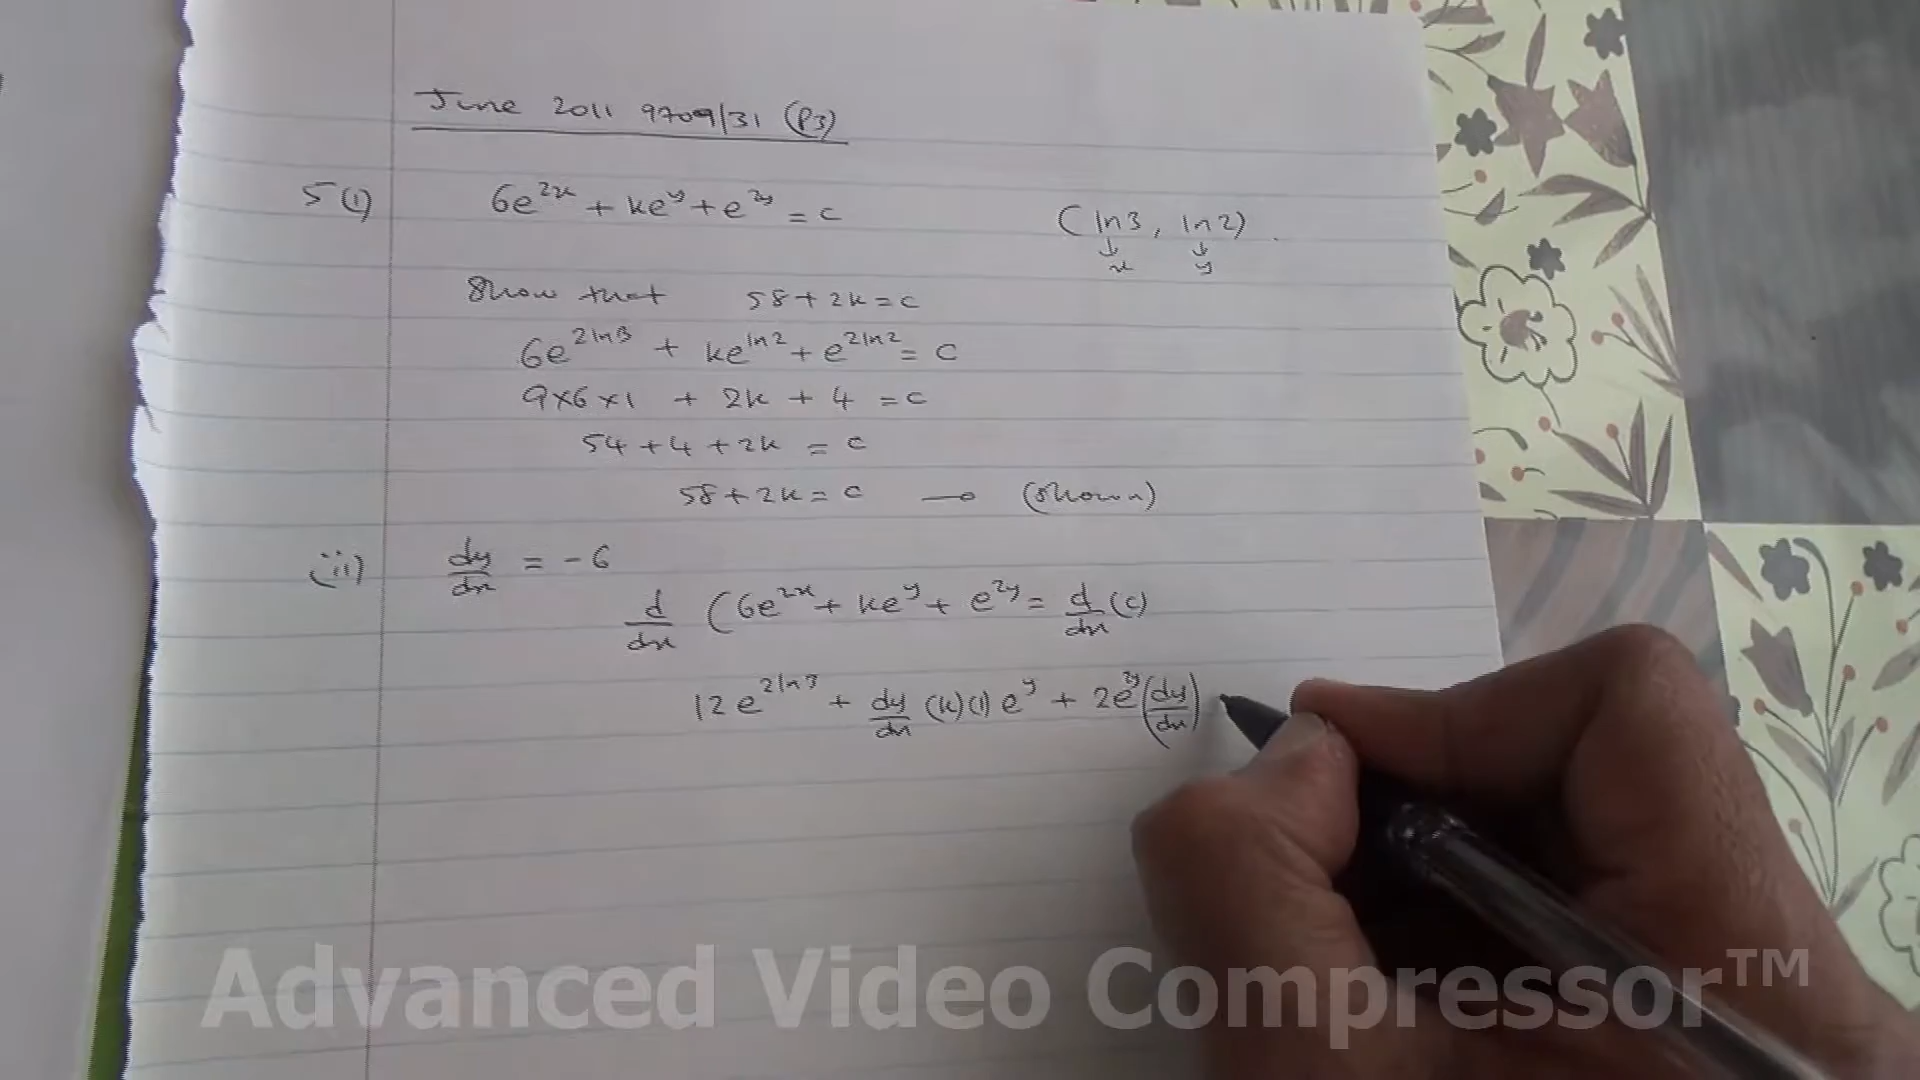 June 2011 9709/31 (P3)
5(i) 6e^{2x} + ke^{y} + e^{2y} = c (ln3, ln2).
↓ ↓
x y
Show that 58 + 2k = c
6e^{2ln3} + ke^{ln2} + e^{2ln2} = c
9×6×1 + 2k + 4 = c
54 + 4 + 2k = c
58 + 2k = c → (Shown)
(ii) dy/dx = -6
d/dx (6e^{2x} + ke^{y} + e^{2y} = d/dx (c)
12e^{2ln3} + dy/dx (k)(1)e^{y} + 2e^{2y}(dy/dx)
Advanced Video Compressor™